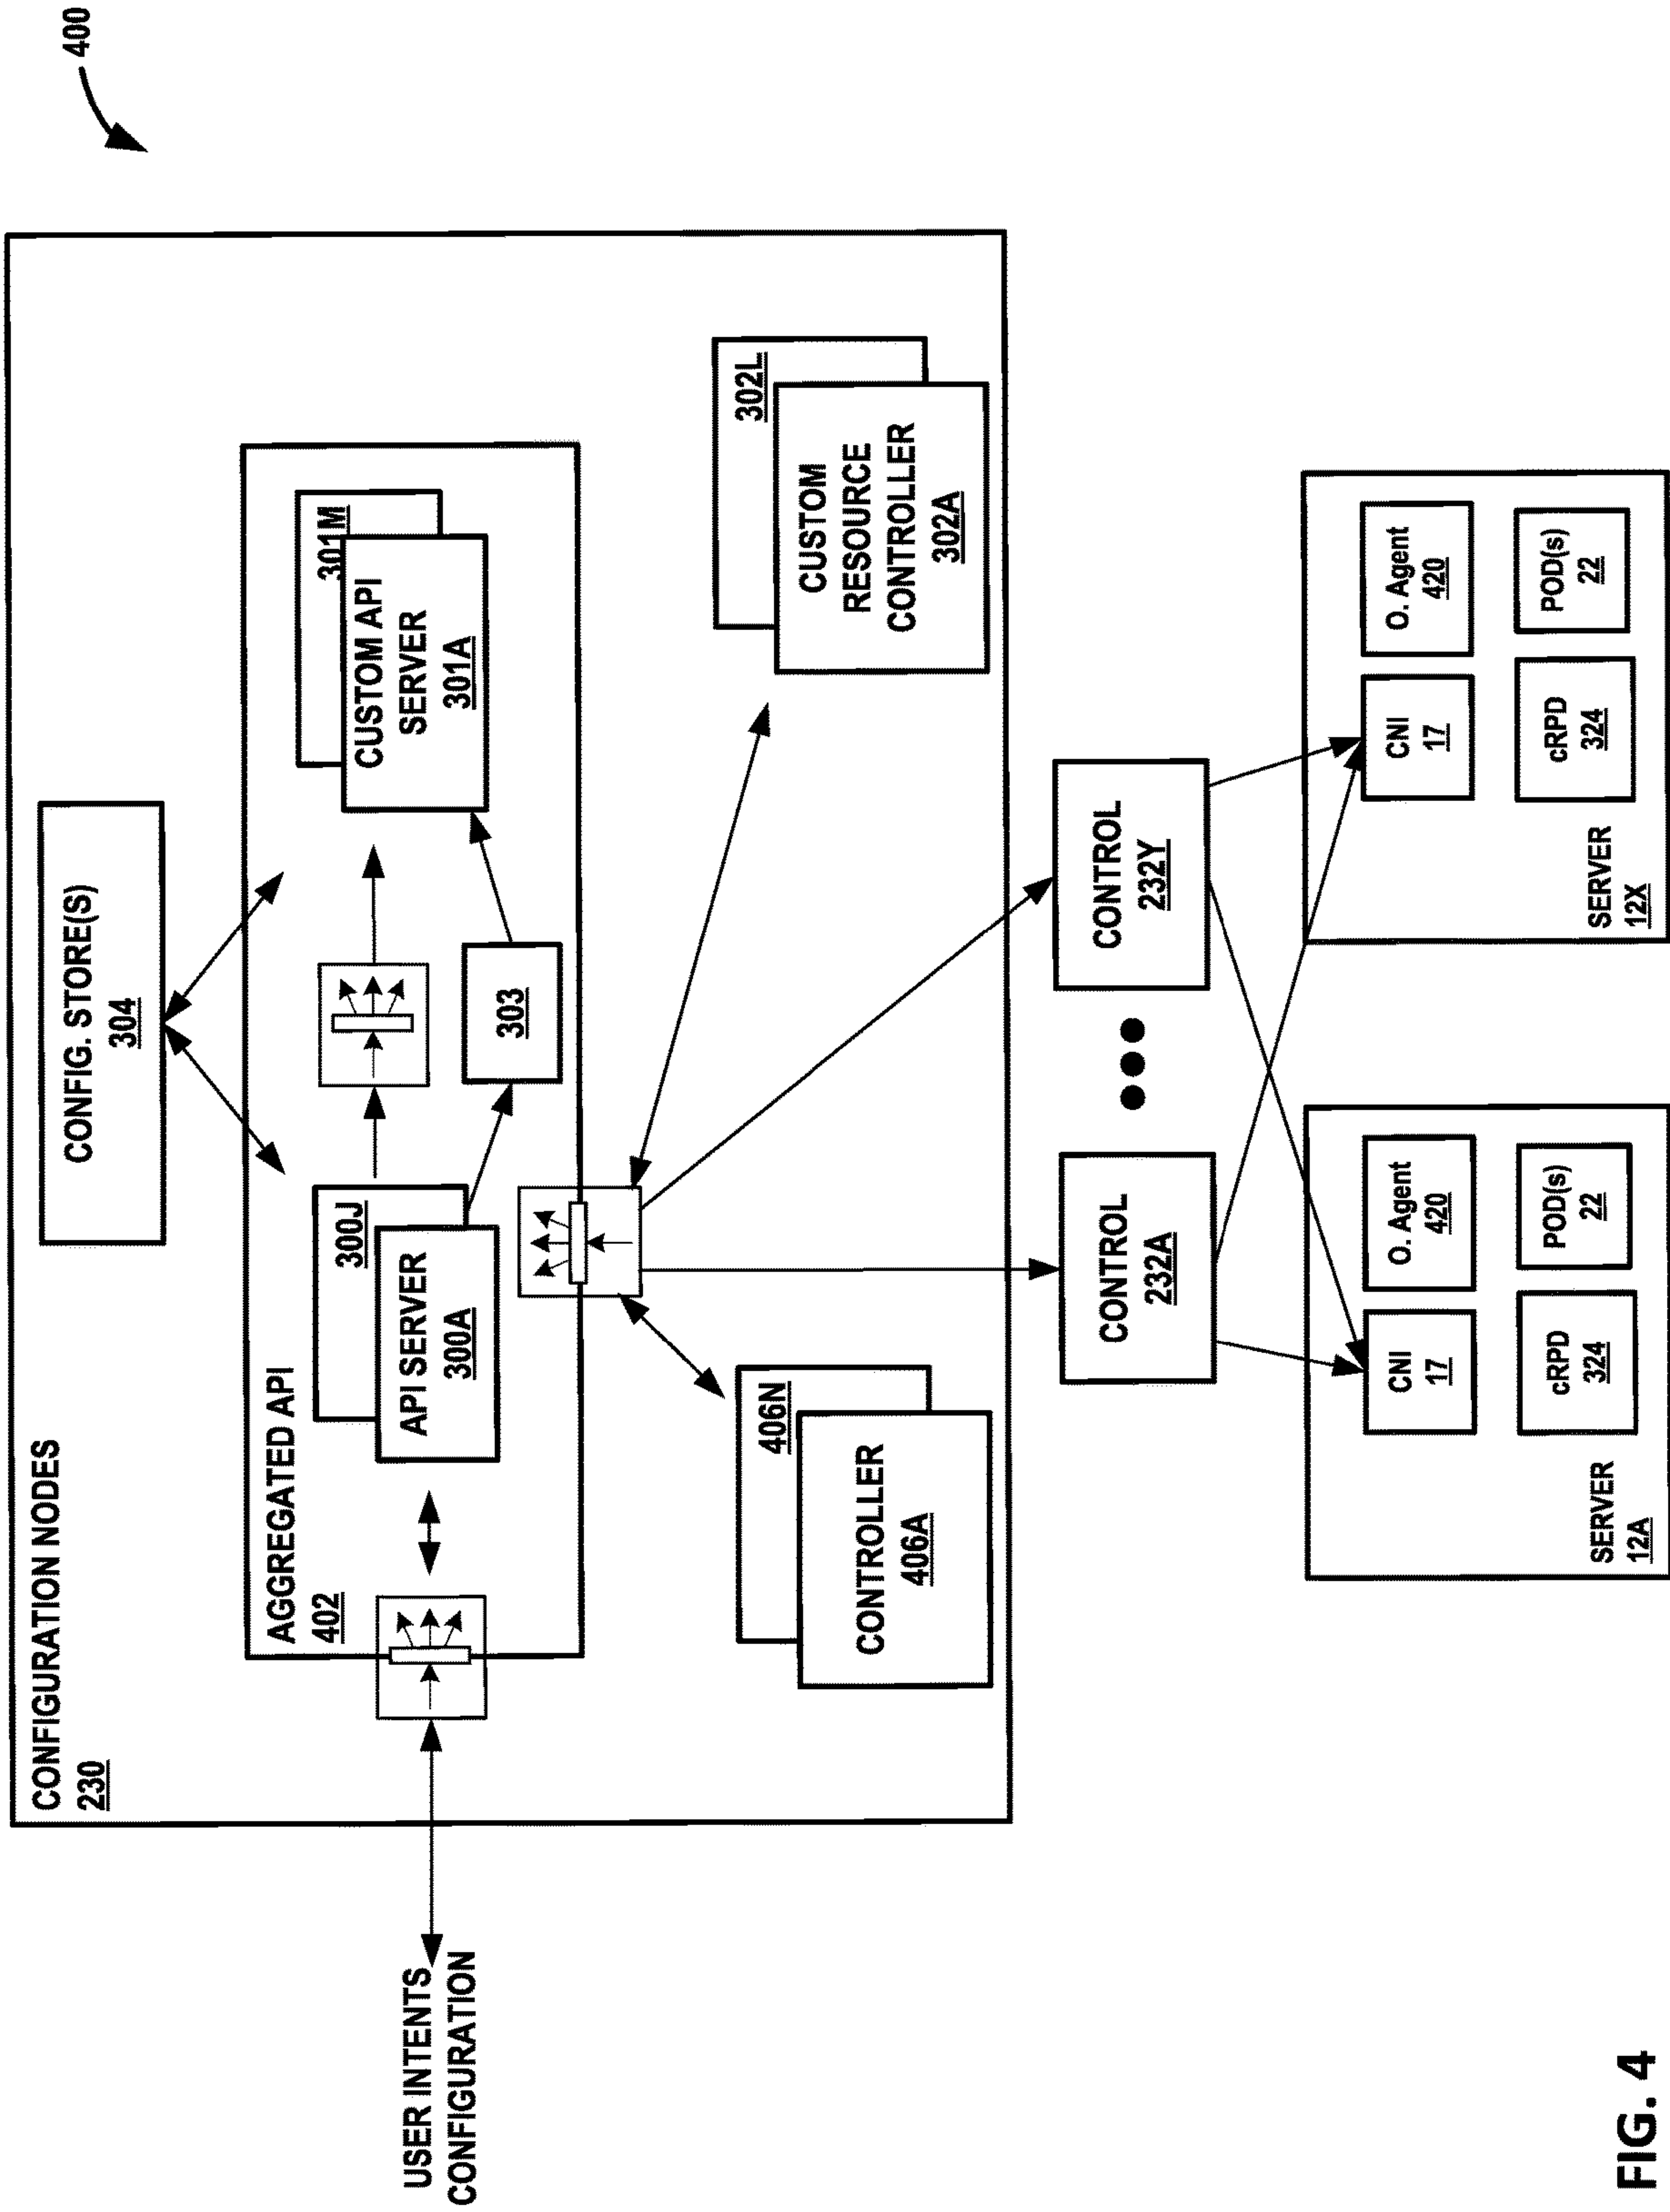 400
CONFIGURATION NODES
230
CONFIG. STORE(S)
304
AGGREGATED API
402
300J
API SERVER
300A
303
301M
CUSTOM API
SERVER
301A
USER INTENTS
CONFIGURATION
406N
CONTROLLER
406A
302L
CUSTOM
RESOURCE
CONTROLLER
302A
CONTROL
232A
CONTROL
232Y
CNI
17
O. Agent
420
cRPD
324
POD(s)
22
SERVER
12A
CNI
17
O. Agent
420
cRPD
324
POD(s)
22
SERVER
12X
FIG. 4